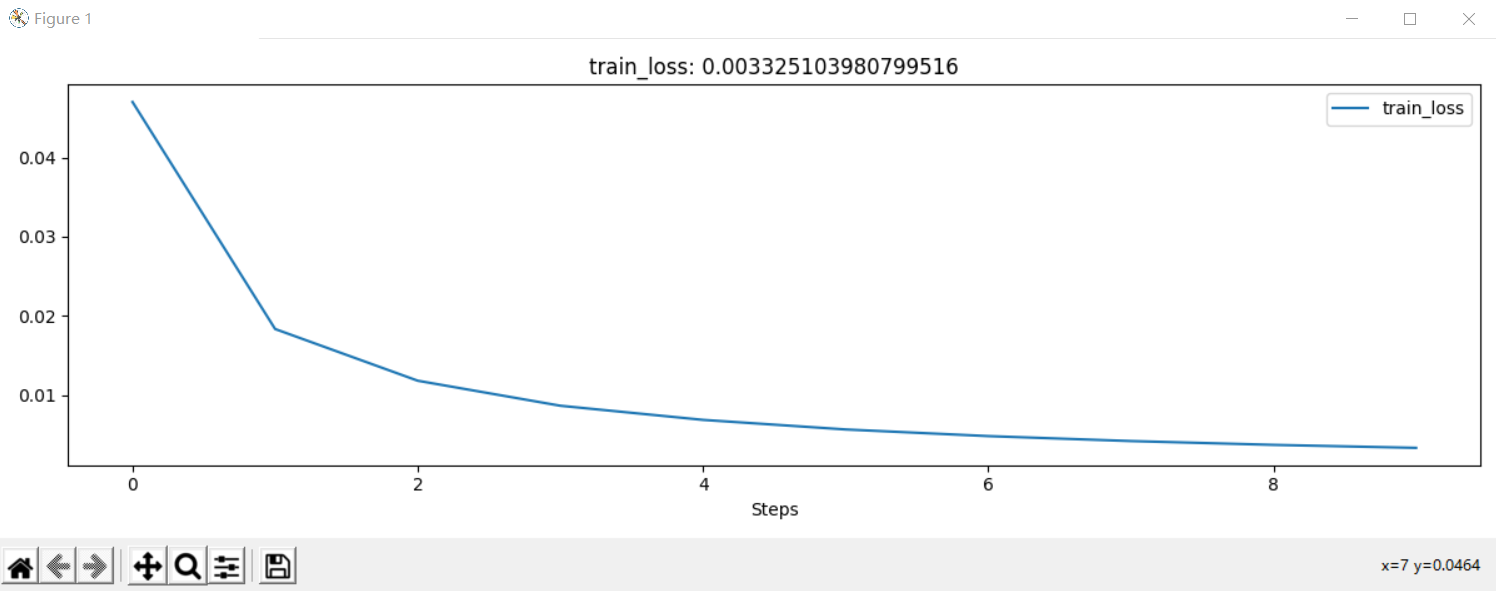 Figure 1
train_loss: 0.003325103980799516
train_loss
0.04
0.03
0.02
0.01
0 2 4 6 8
Steps
x=7 y=0.0464